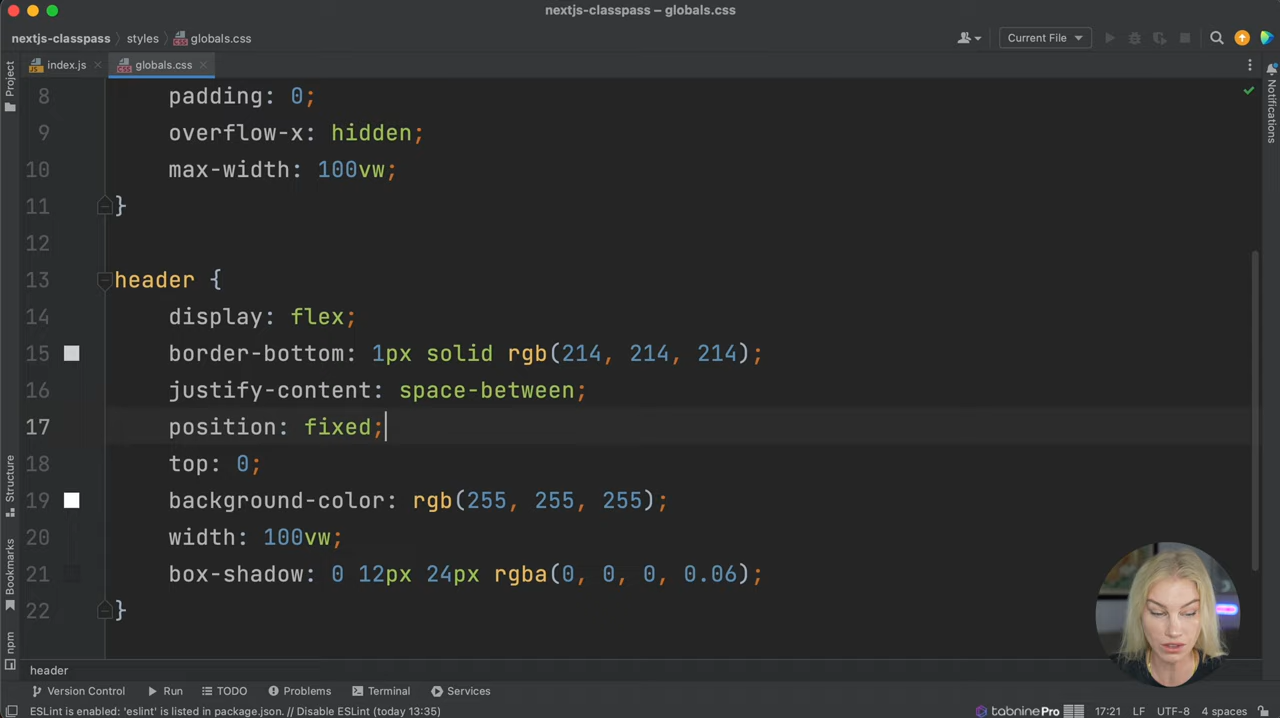 nextjs-classpass – globals.css
nextjs-classpass styles globals.css Current File
index.js globals.css
Project
Notifications
Structure
Bookmarks
npm
8 padding: 0;
9 overflow-x: hidden;
10 max-width: 100vw;
11 }
12
13 header {
14 display: flex;
15 border-bottom: 1px solid rgb(214, 214, 214);
16 justify-content: space-between;
17 position: fixed;
18 top: 0;
19 background-color: rgb(255, 255, 255);
20 width: 100vw;
21 box-shadow: 0 12px 24px rgba(0, 0, 0, 0.06);
22 }
header
Version Control Run TODO Problems Terminal Services
ESLint is enabled: 'eslint' is listed in package.json. // Disable ESLint (today 13:35) tabnine Pro 17:21 LF UTF-8 4 spaces